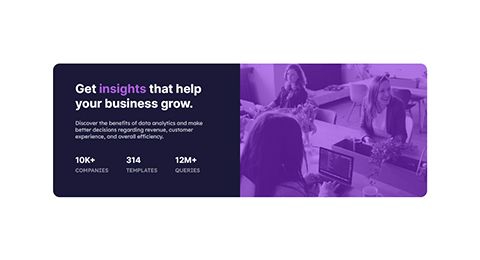 Get insights that help
your business grow.
Discover the benefits of data analytics and make
better decisions regarding revenue, customer
experience, and overall efficiency.
10K+ 314 12M+
COMPANIES TEMPLATES QUERIES